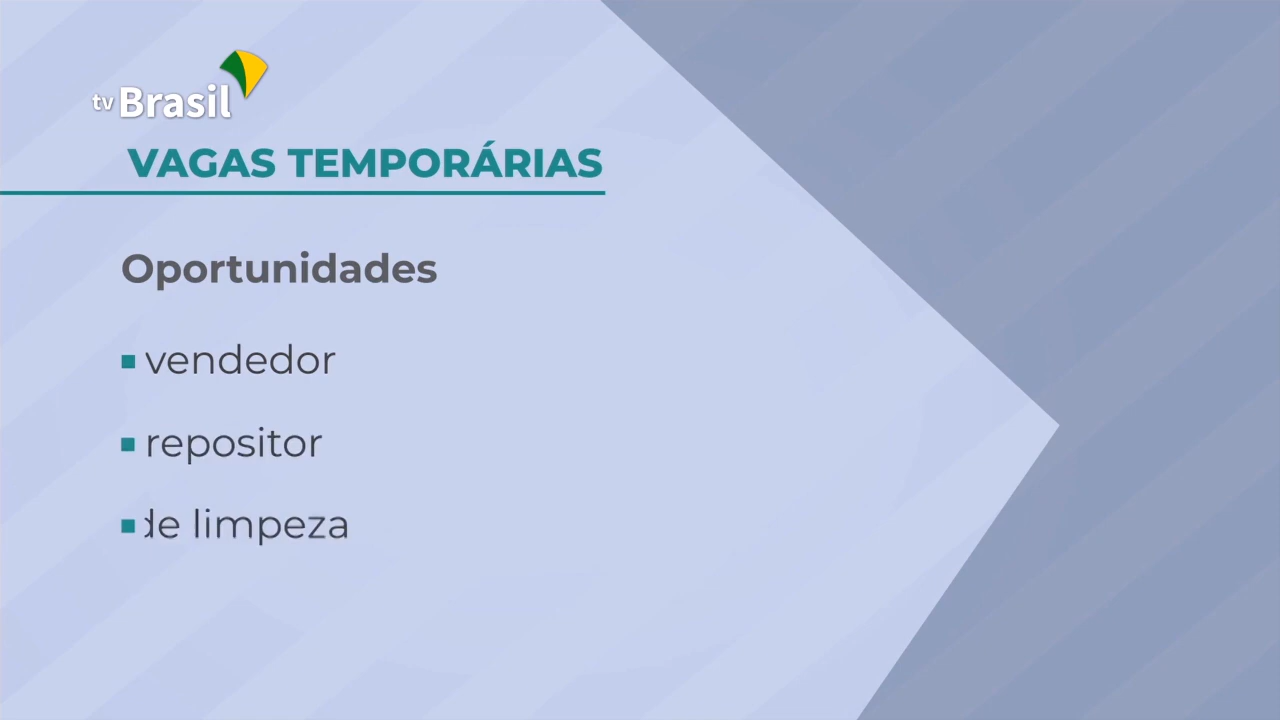 tv Brasil
VAGAS TEMPORÁRIAS
Oportunidades
vendedor
repositor
de limpeza